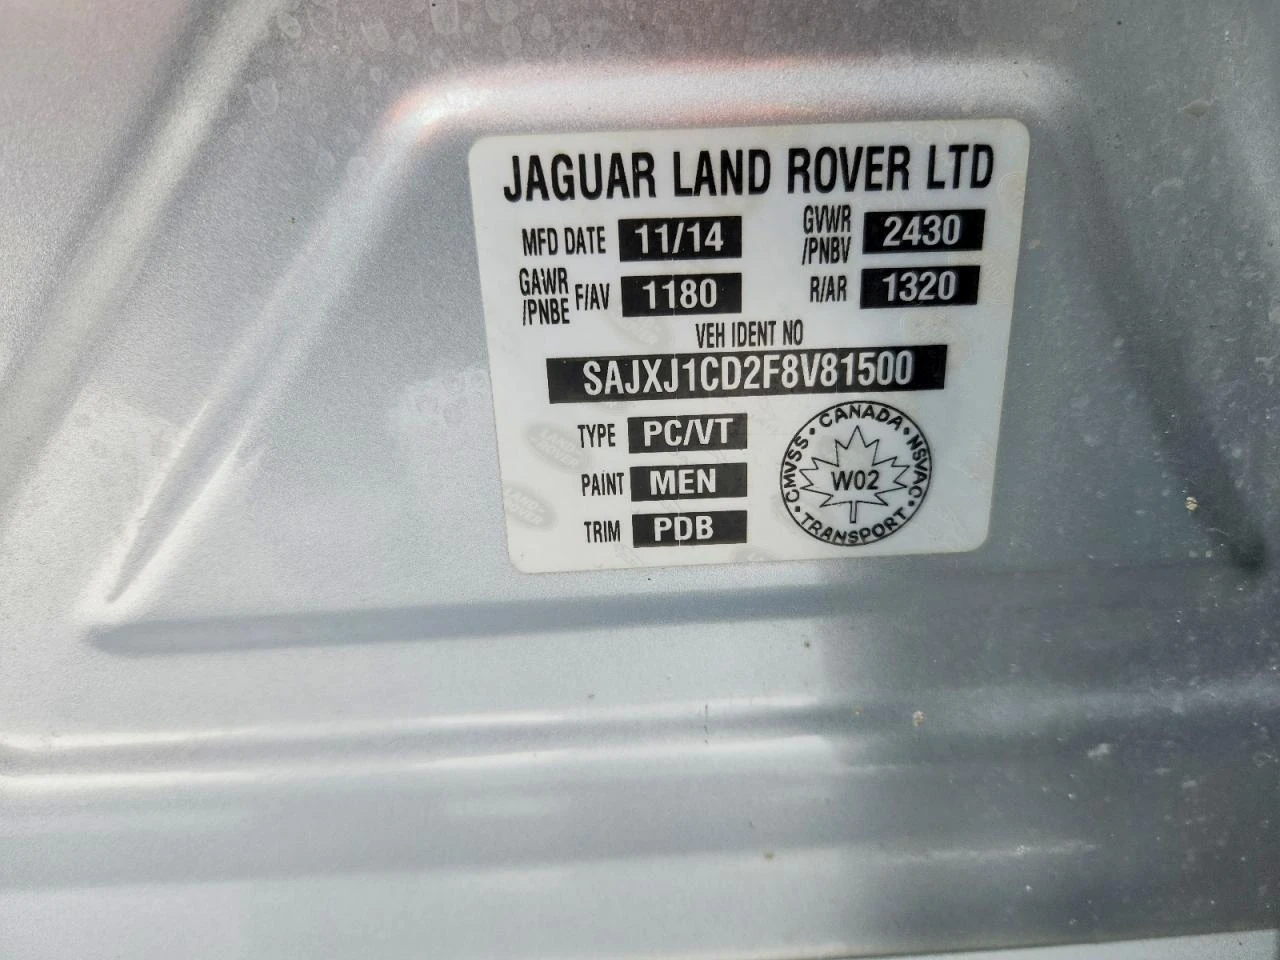 JAGUAR LAND ROVER LTD
MFD DATE 11/14 GVWR /PNBV 2430
GAWR /PNBE F/AV 1180 R/AR 1320
VEH IDENT NO
SAJXJ1CD2F8V81500
TYPE PC/VT
PAINT MEN
TRIM PDB
CANADA · NSVAC · TRANSPORT · CMVSS ·
W02